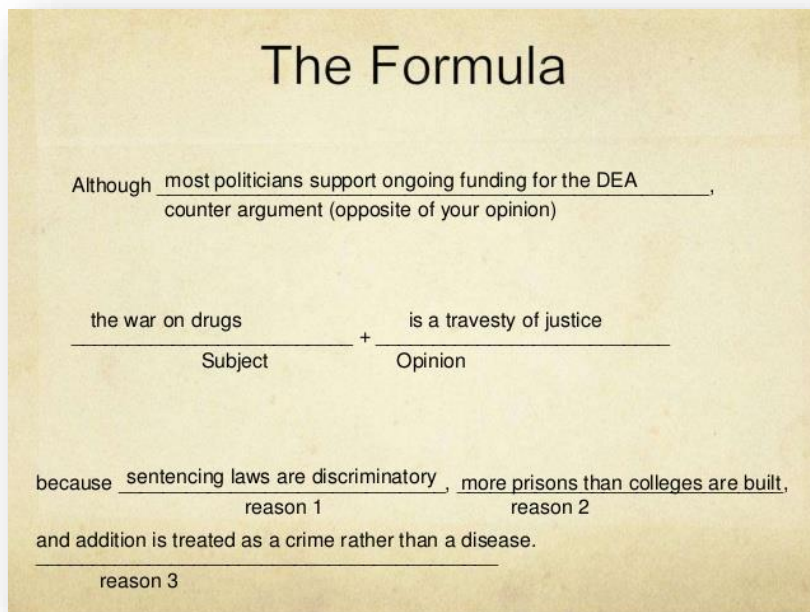 The Formula
Although most politicians support ongoing funding for the DEA,
counter argument (opposite of your opinion)
the war on drugs + is a travesty of justice
Subject Opinion
because sentencing laws are discriminatory, more prisons than colleges are built,
reason 1 reason 2
and addition is treated as a crime rather than a disease.
reason 3